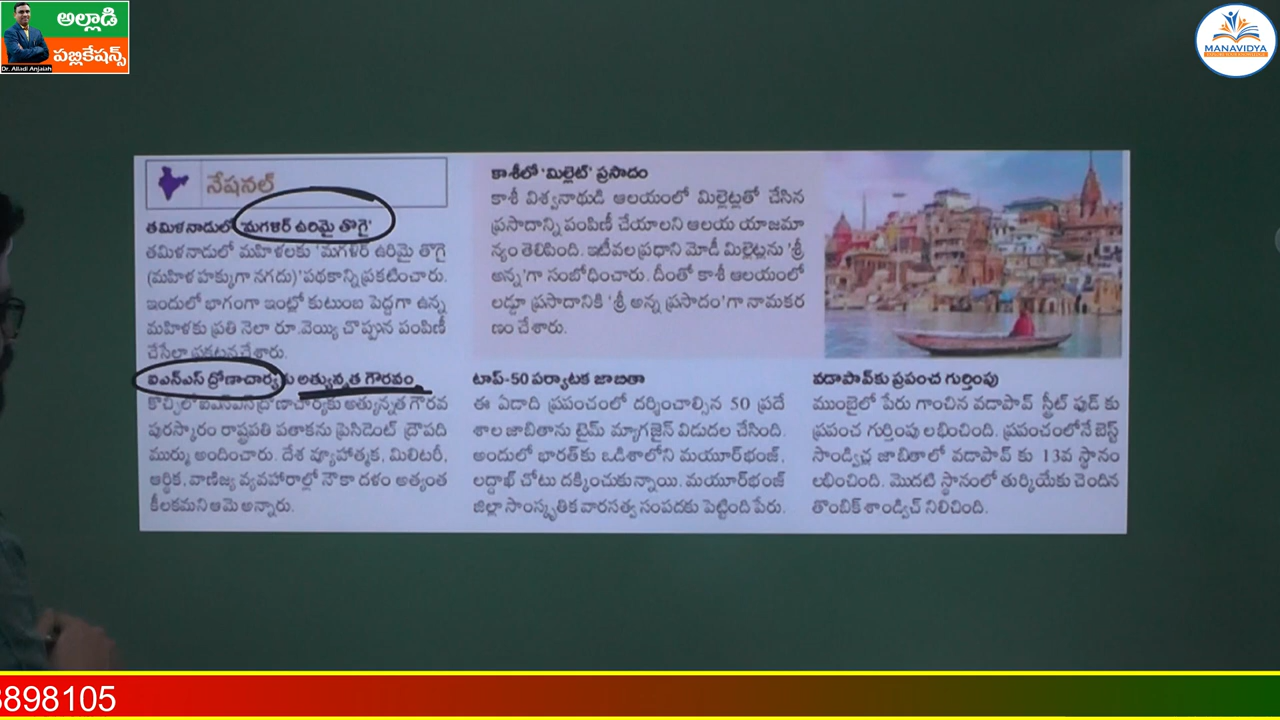 అల్లాడి
పబ్లికేషన్స్
Dr. Alladi Anjaiah
MANAVIDYA
నేషనల్
తమిళనాడులో 'మగళిర్ ఉరిమై తొగై'
తమిళనాడులో మహిళలకు 'మగళిర్ ఉరిమై తొగై
(మహిళ హక్కుగా నగదు)' పథకాన్ని ప్రకటించారు.
ఇందులో భాగంగా ఇంట్లో కుటుంబ పెద్దగా ఉన్న
మహిళకు ప్రతి నెలా రూ.వెయ్యి చొప్పున పంపిణీ
చేసేలా ప్రకటన చేశారు.
ఐఎన్ఎస్ ద్రోణాచార్యకు అత్యున్నత గౌరవం
కొచ్చిలో ఐఎన్ఎస్ ద్రోణాచార్యకు అత్యున్నత గౌరవ
పురస్కారం రాష్ట్రపతి పతాకను ప్రెసిడెంట్ ద్రౌపది
ముర్ము అందించారు. దేశ వ్యూహాత్మక, మిలిటరీ,
ఆర్థిక, వాణిజ్య వ్యవహారాల్లో నౌకా దళం అత్యంత
కీలకమని ఆమె అన్నారు.
కాశీలో 'మిల్లెట్' ప్రసాదం
కాశీ విశ్వనాథుడి ఆలయంలో మిల్లెట్లతో చేసిన
ప్రసాదాన్ని పంపిణీ చేయాలని ఆలయ యాజమా
న్యం తెలిపింది. ఇటీవల ప్రధాని మోడీ మిల్లెట్లను 'శ్రీ
అన్న'గా సంబోధించారు. దీంతో కాశీ ఆలయంలో
లడ్డూ ప్రసాదానికి 'శ్రీ అన్న ప్రసాదం'గా నామకర
ణం చేశారు.
టాప్-50 పర్యాటక జాబితా
ఈ ఏడాది ప్రపంచంలో దర్శించాల్సిన 50 ప్రదే
శాల జాబితాను టైమ్ మ్యాగజైన్ విడుదల చేసింది.
అందులో భారత్‌కు ఒడిశాలోని మయూర్‌భంజ్,
లద్దాఖ్ చోటు దక్కించుకున్నాయి. మయూర్‌భంజ్
జిల్లా సాంస్కృతిక వారసత్వ సంపదకు పెట్టింది పేరు.
వడాపావ్‌కు ప్రపంచ గుర్తింపు
ముంబైలో పేరు గాంచిన వడాపావ్ స్ట్రీట్ ఫుడ్ కు
ప్రపంచ గుర్తింపు లభించింది. ప్రపంచంలోనే బెస్ట్
సాండ్విచ్ల జాబితాలో వడాపావ్ కు 13వ స్థానం
లభించింది. మొదటి స్థానంలో తుర్కియేకు చెందిన
తొంబిక్ శాండ్విచ్ నిలిచింది.
8898105